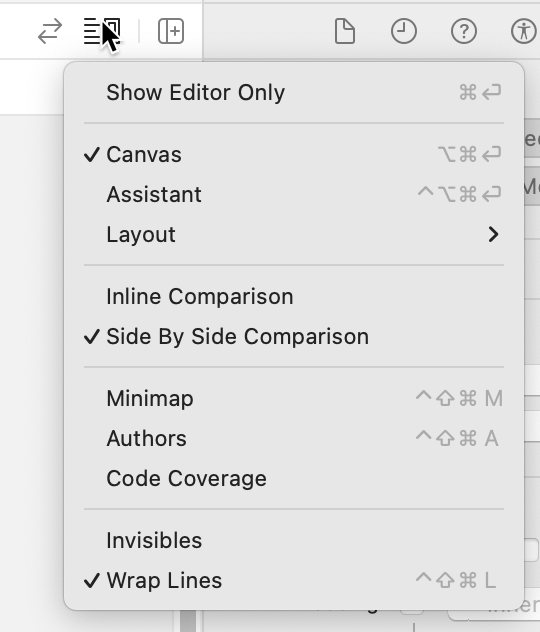 Show Editor Only ⌘↩
Canvas ⌥⌘↩
Assistant ^⌥⌘↩
Layout
Inline Comparison
Side By Side Comparison
Minimap ^⇧⌘ M
Authors ^⇧⌘ A
Code Coverage
Invisibles
Wrap Lines ^⇧⌘ L